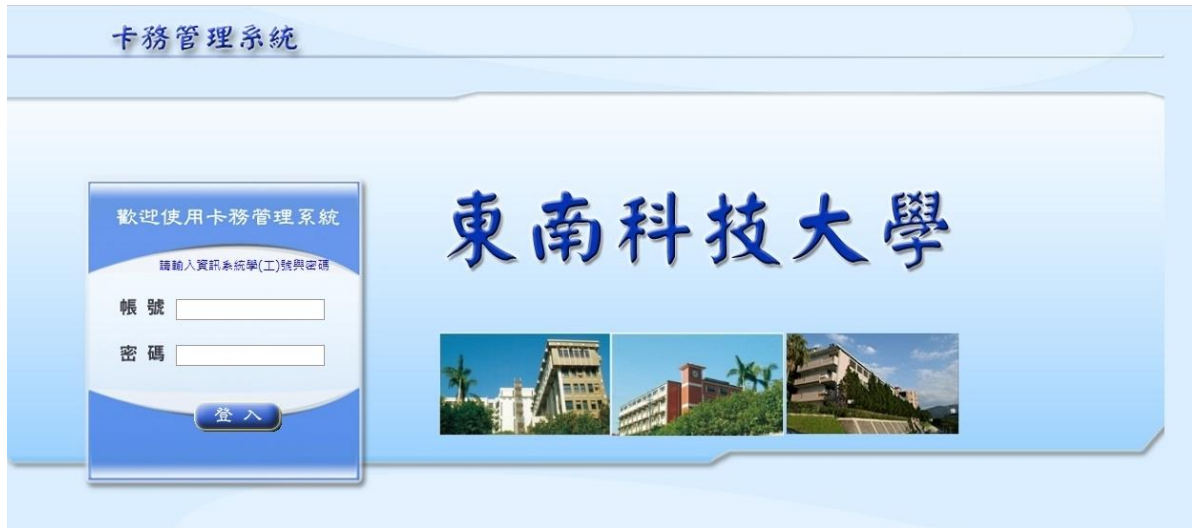 卡務管理系統
歡迎使用卡務管理系統
請輸入資訊系統學(工)號與密碼
帳 號
密 碼
登 入
東南科技大學